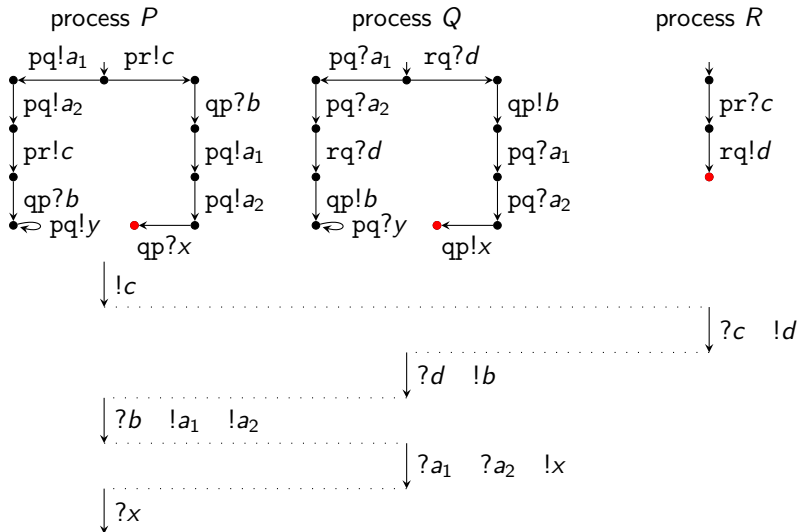 process P process Q process R
pq!a₁ pr!c pq?a₁ rq?d
pq!a₂ qp?b pq?a₂ qp!b pr?c
pr!c pq!a₁ rq?d pq?a₁ rq!d
qp?b pq!a₂ qp!b pq?a₂
pq!y pq?y
qp?x qp!x
!c
?c !d
?d !b
?b !a₁ !a₂
?a₁ ?a₂ !x
?x